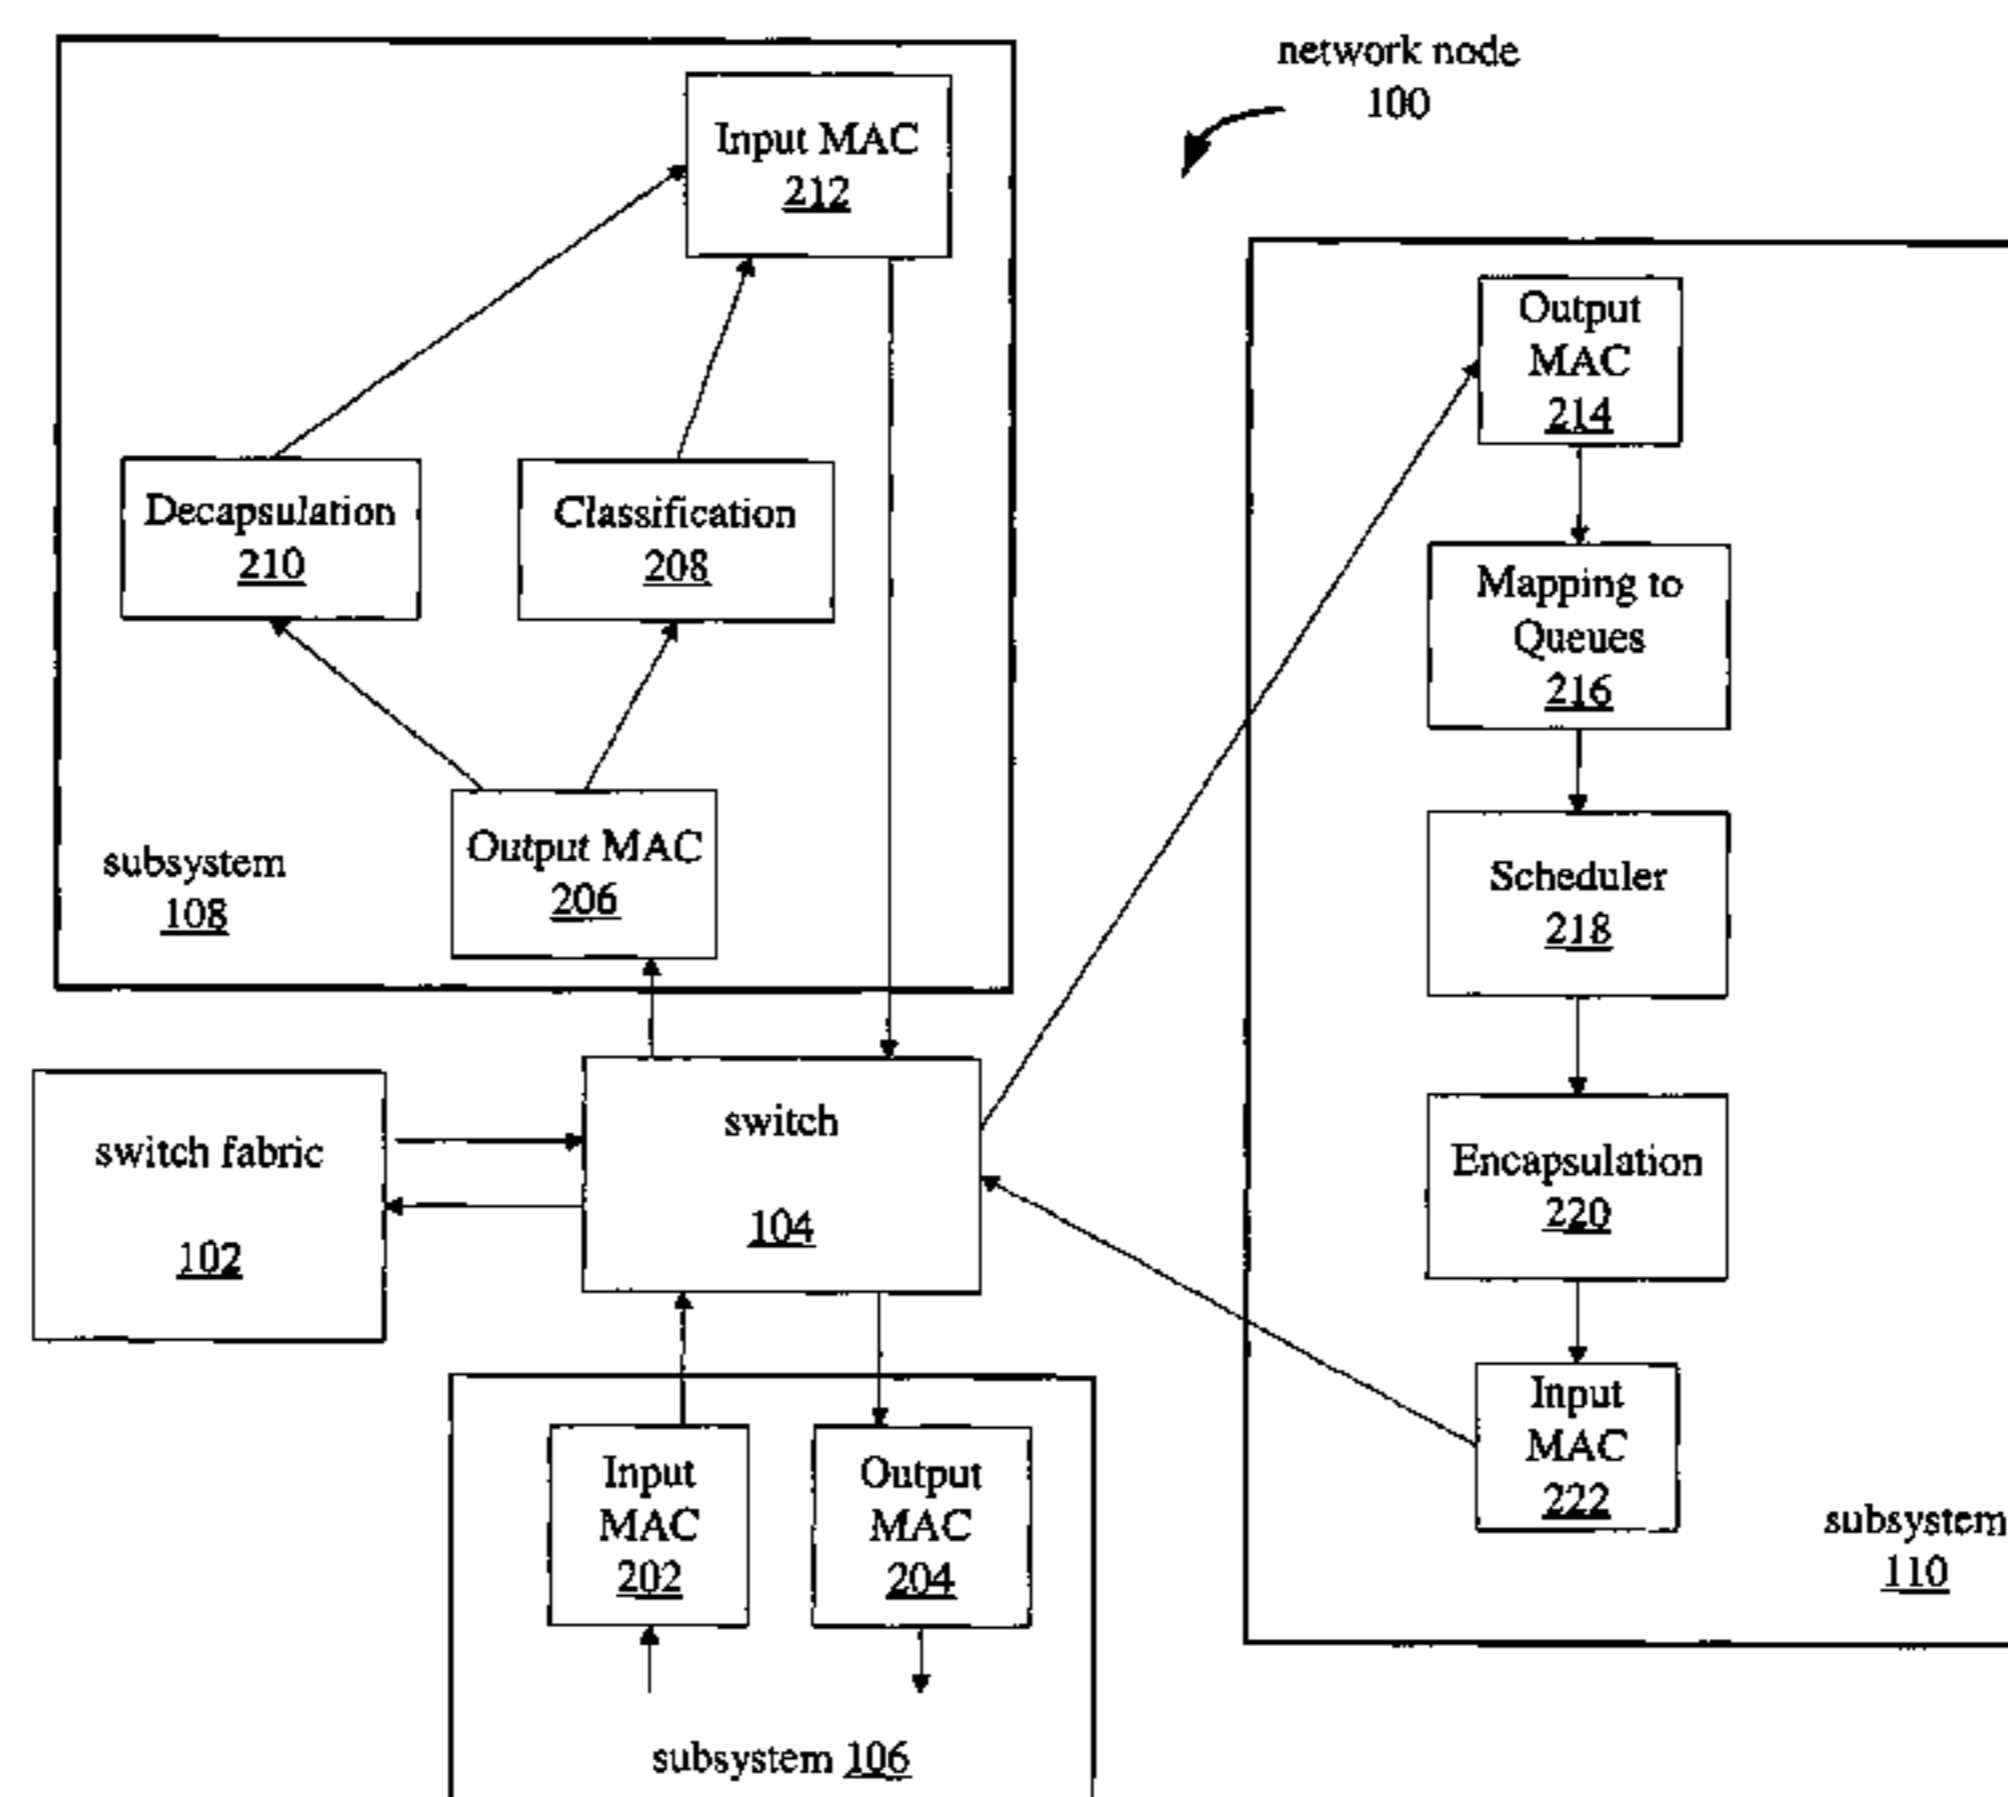 network node
100
Input MAC
212
Decapsulation
210
Classification
208
Output MAC
206
subsystem
108
Output
MAC
214
Mapping to
Queues
216
Scheduler
218
Encapsulation
220
Input
MAC
222
subsystem
110
switch fabric
102
switch
104
Input
MAC
202
Output
MAC
204
subsystem 106